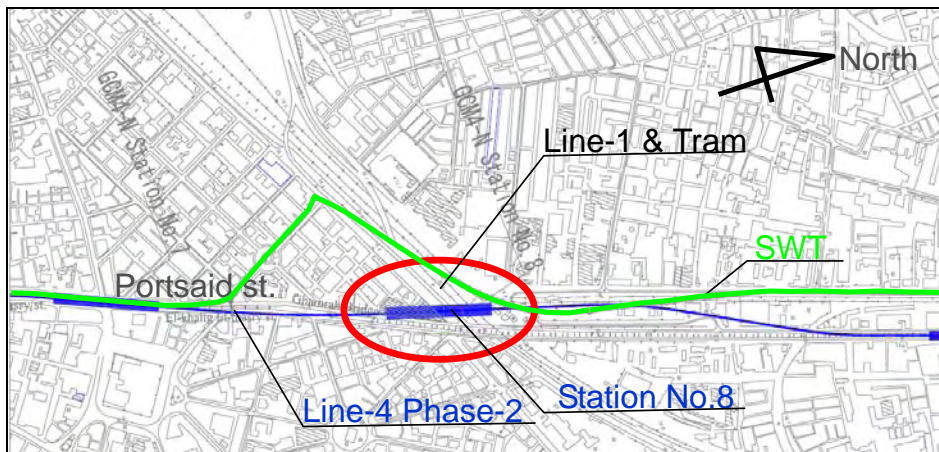 North
GCM4-N Station No.7
GCM4-N Station No.8
Line-1 & Tram
SWT
Portsaid st.
Line-4 Phase-2
Station No.8